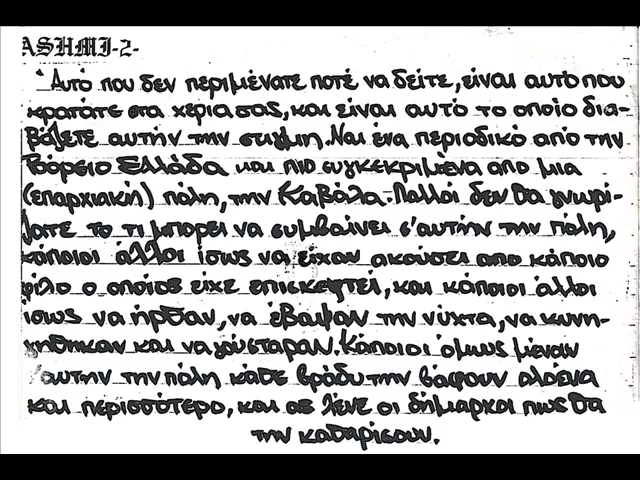 ASHMI-2-
"Αυτό που δεν περιμένατε ποτέ να δείτε, είναι αυτό που
κρατάτε στα χέρια σας, και είναι αυτό το οποίο δια-
βάζετε αυτήν την στιγμή. Ναι ένα περιοδικό από την
Βόρειο Ελλάδα και πιο συγκεκριμένα απο μια
(επαρχιακή) πόλη, την Καβάλα. Πολλοί δεν θα γνωρί-
ζατε το τι μπορεί να συμβαίνει σ'αυτήν την πόλη,
κάποιοι άλλοι ίσως να είχαν ακούσει απο κάποιο
φίλο ο οποίος είχε επισκεφτεί, και κάποιοι άλλοι
ίσως να ήρθαν, να έβαψαν την νύχτα, να κυνη-
γήθηκαν και να γούσταραν. Κάποιοι όμως μένουν
αυτήν την πόλη κάθε βράδυ την βάφουν ολοένα
και περισσότερο, και ας λένε οι δήμαρχοι πως θα
την καθαρίσουν.